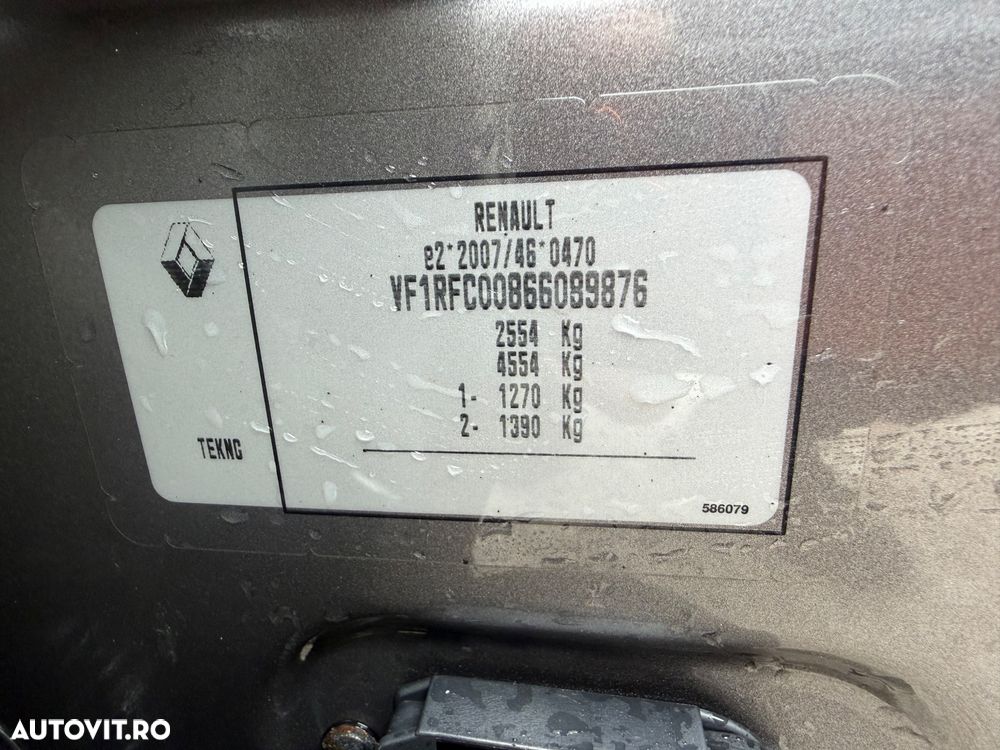 RENAULT
e2*2007/46*0470
VF1RFC00866089876
2554 Kg
4554 Kg
1- 1270 Kg
2- 1390 Kg
TEKNG
586079
AUTOVIT.RO